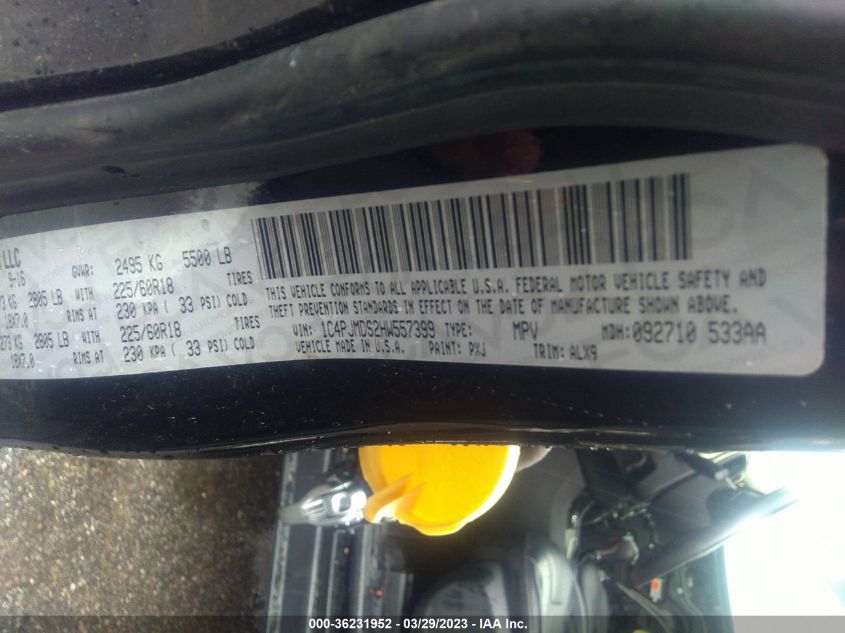 LLC
9-16 GVWR: 2495 KG 5500 LB
KG 2805 LB WITH 225/60R18 TIRES
18X7.0 RIMS AT 230 KPA ( 33 PSI) COLD
1273 KG 2805 LB WITH 225/60R18 TIRES
18X7.0 RIMS AT 230 KPA ( 33 PSI) COLD
THIS VEHICLE CONFORMS TO ALL APPLICABLE U.S.A. FEDERAL MOTOR VEHICLE SAFETY AND
THEFT PREVENTION STANDARDS IN EFFECT ON THE DATE OF MANUFACTURE SHOWN ABOVE.
VIN: 1C4PJMDS2HW557399 TYPE: MPV MDH:092710 533AA
VEHICLE MADE IN U.S.A. PAINT: PXJ TRIM: ALX9
000-36231952 — 03/29/2023 — IAA Inc.